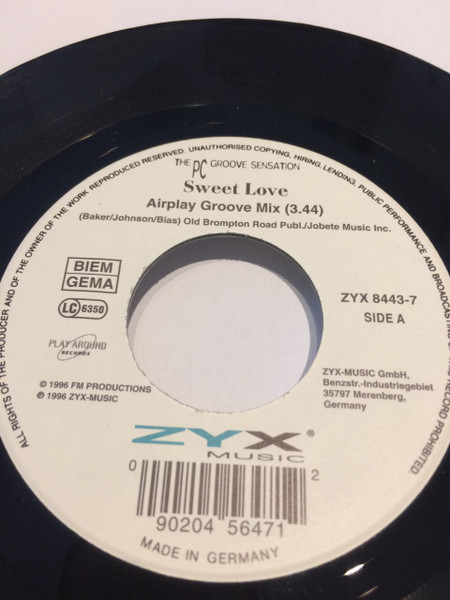 ALL RIGHTS OF THE PRODUCER AND OF THE OWNER OF THE WORK REPRODUCED RESERVED. UNAUTHORISED COPYING, HIRING, LENDING, PUBLIC PERFORMANCE AND BROADCASTING RECORD PROHIBITED.
THE PC GROOVE SENSATION
Sweet Love
Airplay Groove Mix (3.44)
(Baker/Johnson/Bias) Old Brompton Road Publ./Jobete Music Inc.
BIEM
GEMA
LC 6350
PLAY AROUND
RECORDS
© 1996 FM PRODUCTIONS
℗ 1996 ZYX-MUSIC
ZYX 8443-7
SIDE A
ZYX-MUSIC GmbH,
Benzstr.-Industriegebiet
35797 Merenberg,
Germany
ZYX®
MUSIC
0 90204 56471 2
MADE IN GERMANY